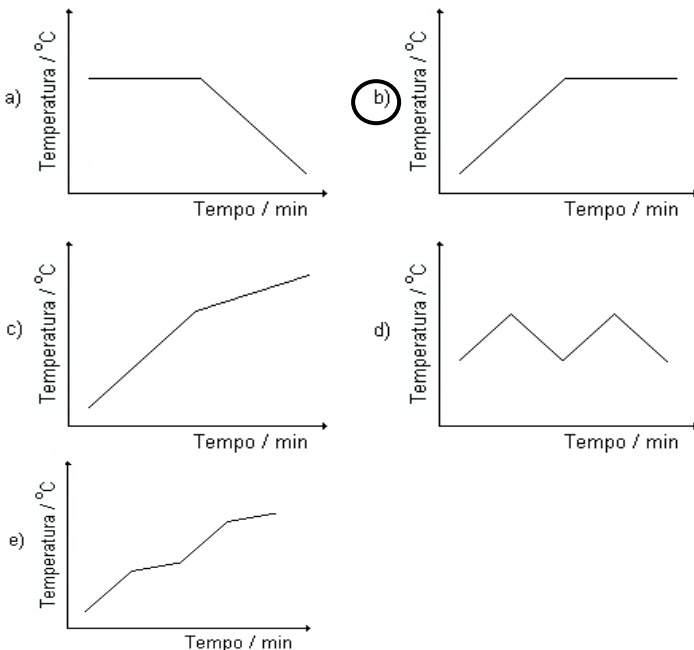 a)
Temperatura / °C
Tempo / min
b)
Temperatura / °C
Tempo / min
c)
Temperatura / °C
Tempo / min
d)
Temperatura / °C
Tempo / min
e)
Temperatura / °C
Tempo / min